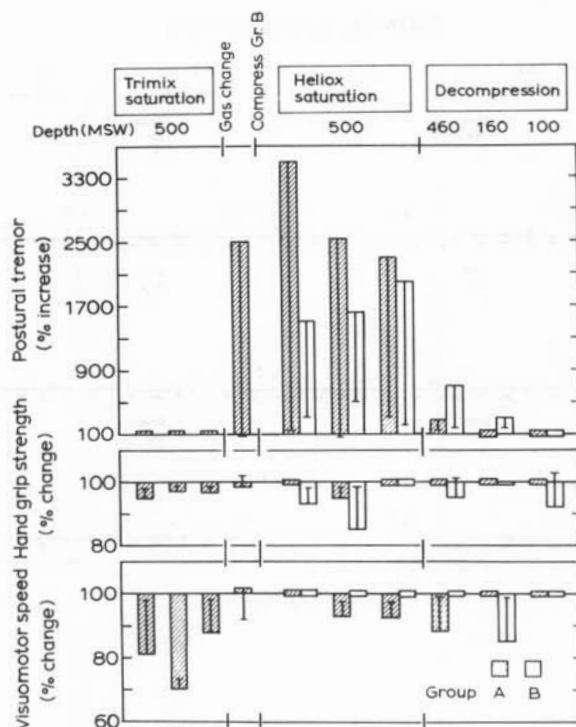 Gas change
Compress Gr. B
Trimix saturation
Heliox saturation
Decompression
Depth (MSW) 500 500 460 160 100
Postural tremor (% increase)
3300
2500
1700
900
100
Hand grip strength (% change)
100
80
Visuomotor speed (% change)
100
80
60
Group A B